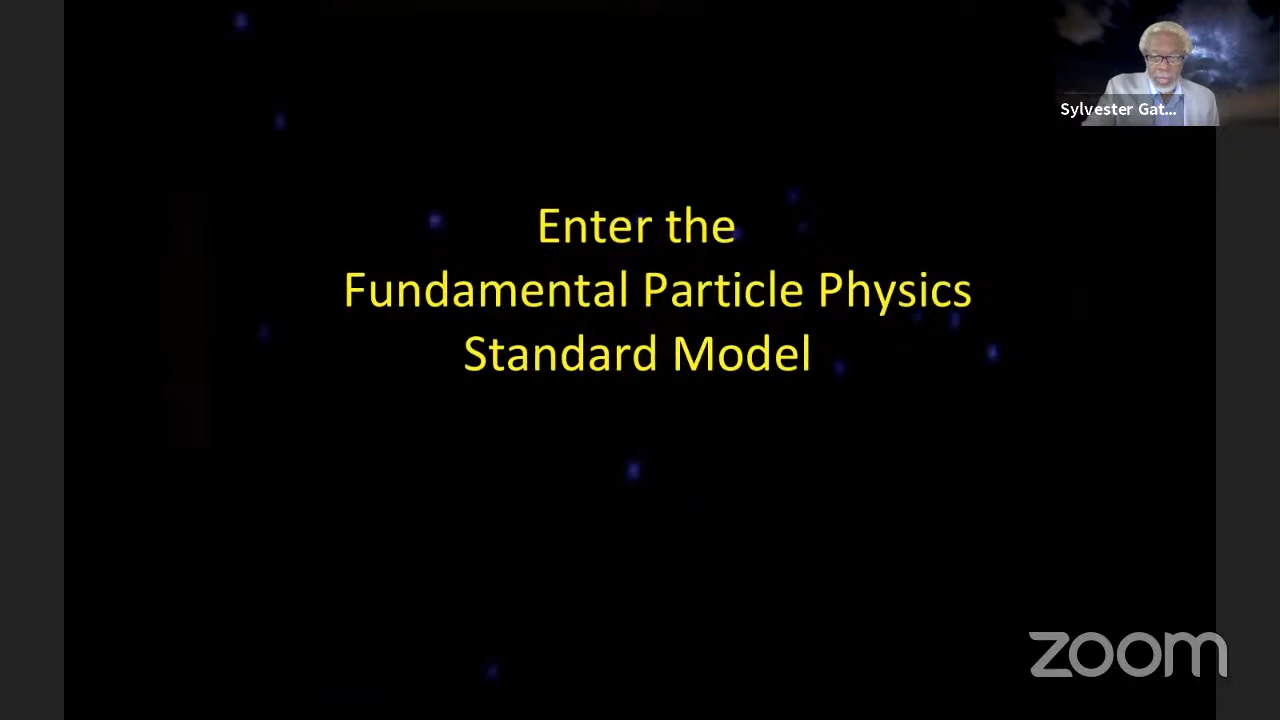 Sylvester Gat...
Enter the
Fundamental Particle Physics
Standard Model
zoom